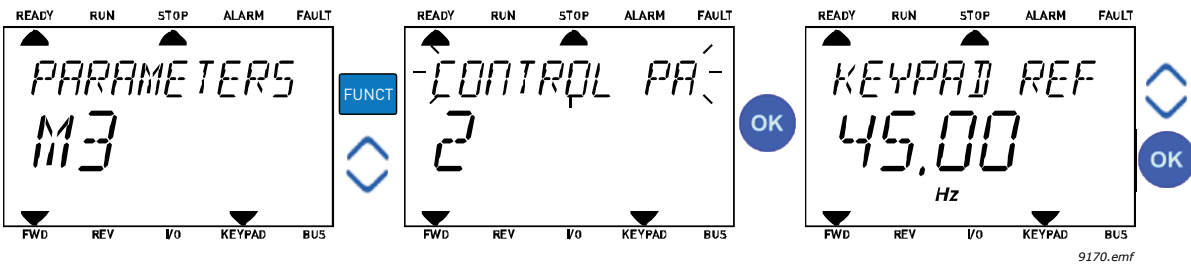 READY RUN STOP ALARM FAULT
PARAMETERS
M3
FWD REV I/O KEYPAD BUS
FUNCT
READY RUN STOP ALARM FAULT
CONTROL PA
2
FWD REV I/O KEYPAD BUS
OK
READY RUN STOP ALARM FAULT
KEYPAD REF
45.00
Hz
FWD REV I/O KEYPAD BUS
OK
9170.emf